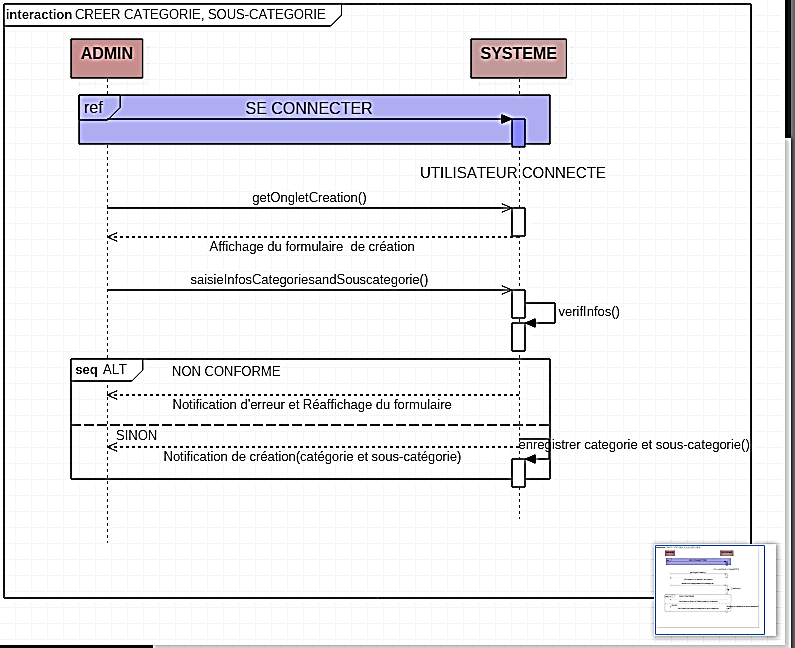 interaction CREER CATEGORIE, SOUS-CATEGORIE
ADMIN
SYSTEME
ref
SE CONNECTER
UTILISATEUR CONNECTE
getOngletCreation()
Affichage du formulaire de création
saisieInfosCategoriesandSouscategorie()
verifInfos()
seq ALT
NON CONFORME
Notification d'erreur et Réaffichage du formulaire
SINON
enregistrer categorie et sous-categorie()
Notification de création(catégorie et sous-catégorie)